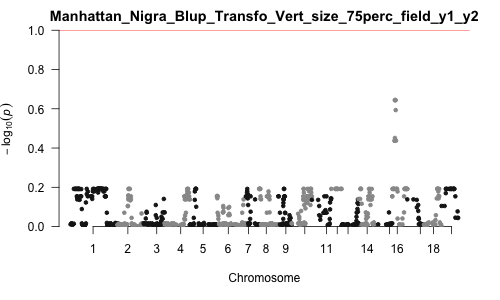 Manhattan_Nigra_Blup_Transfo_Vert_size_75perc_field_y1_y2
1.0
0.8
0.6
0.4
0.2
0.0
− log10(p)
1 2 3 4 5 6 7 8 9 11 14 16 18
Chromosome